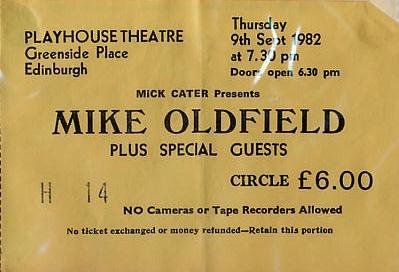 PLAYHOUSE THEATRE
Greenside Place
Edinburgh
Thursday
9th Sept 1982
at 7.30 pm
Doors open 6.30 pm
MiCK CATER Presents
MIKE OLDFIELD
PLUS SPECIAL GUESTS
CIRCLE £6.00
H 14
NO Cameras or Tape Recorders Allowed
No ticket exchanged or money refunded—Retain this portion